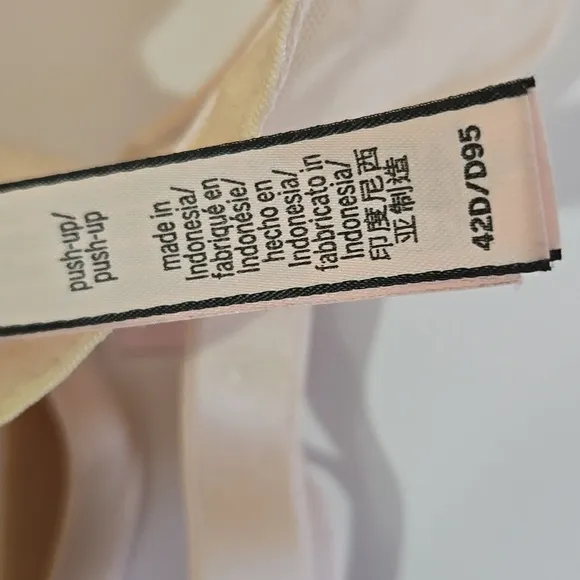 42D/D95
made in
Indonesia/
fabriqué en
Indonésie/
hecho en
Indonesia/
fabbricato in
Indonesia/
印度尼西
亚制造
push-up/
push-up